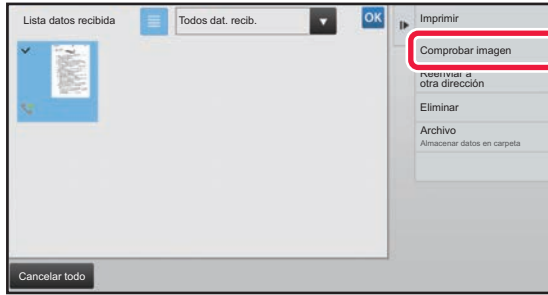 Lista datos recibida
Todos dat. recib.
OK
Imprimir
Comprobar imagen
Reenviar a
otra dirección
Eliminar
Archivo
Almacenar datos en carpeta
Cancelar todo